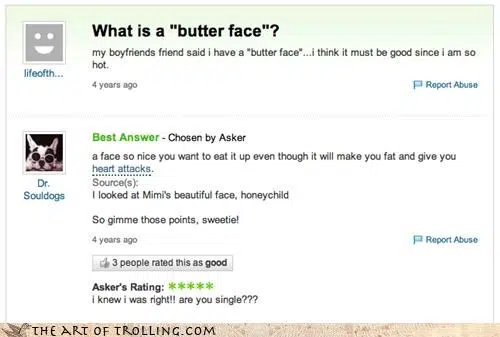 What is a "butter face"?
my boyfriends friend said i have a "butter face"...i think it must be good since i am so
hot.
lifeofth...
4 years ago
Report Abuse
Best Answer - Chosen by Asker
a face so nice you want to eat it up even though it will make you fat and give you
heart attacks.
Source(s):
I looked at Mimi's beautiful face, honeychild
So gimme those points, sweetie!
Dr.
Souldogs
4 years ago
Report Abuse
3 people rated this as good
Asker's Rating: *****
i knew i was right!! are you single???
THE ART OF TROLLING.COM